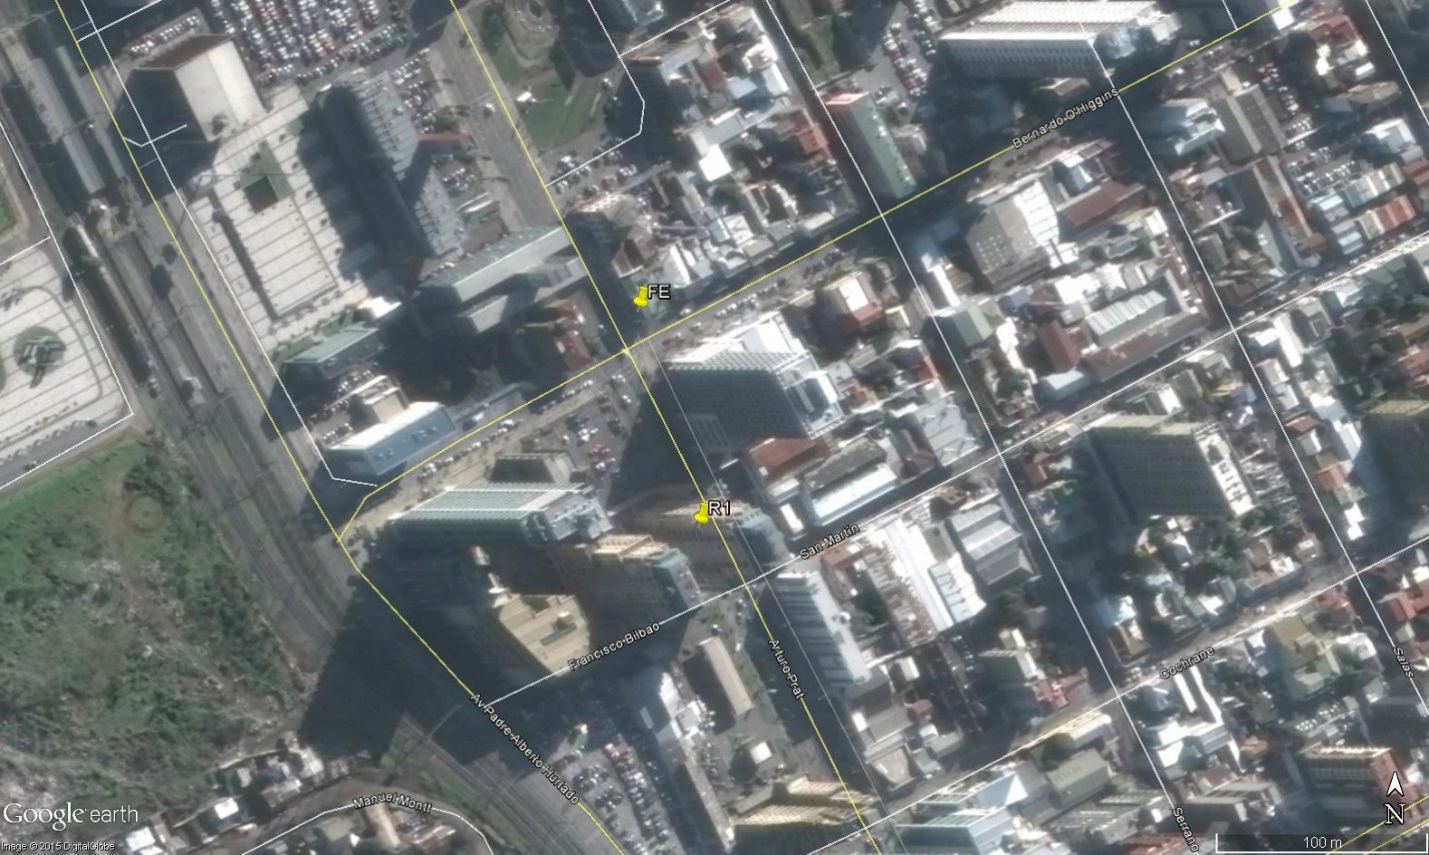 Bernardo O'Higgins
FE
R1
San Martín
Francisco Bilbao
Arturo Prat
Cochrane
Salas
Av Padre Alberto Hurtado
Manuel Montt
Serrano
Google earth
N
100 m
Image © 2015 DigitalGlobe